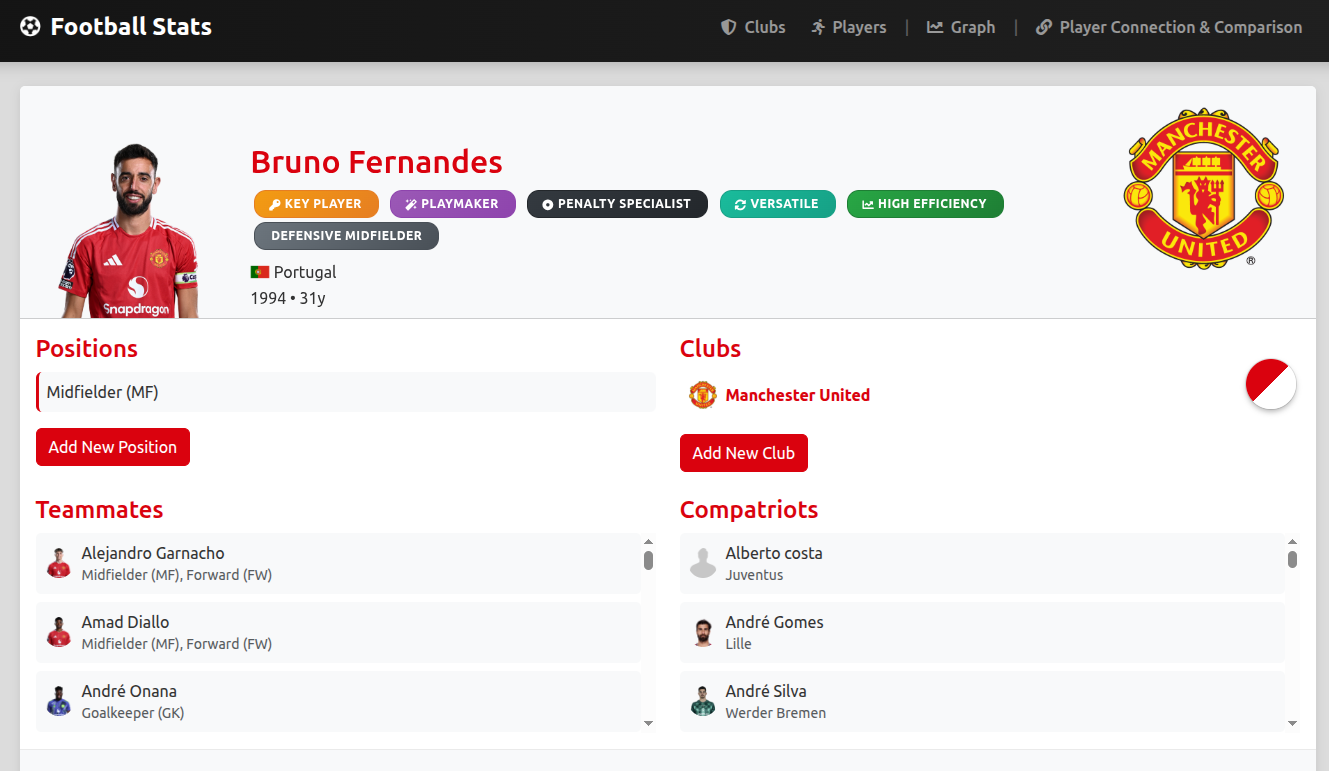 Football Stats
Clubs
Players
|
Graph
|
Player Connection & Comparison
Bruno Fernandes
KEY PLAYER
PLAYMAKER
PENALTY SPECIALIST
VERSATILE
HIGH EFFICIENCY
DEFENSIVE MIDFIELDER
Portugal
1994 • 31y
Snapdragon
MANCHESTER
UNITED
®
Positions
Midfielder (MF)
Add New Position
Clubs
Manchester United
Add New Club
Teammates
Alejandro Garnacho
Midfielder (MF), Forward (FW)
Amad Diallo
Midfielder (MF), Forward (FW)
André Onana
Goalkeeper (GK)
Compatriots
Alberto costa
Juventus
André Gomes
Lille
André Silva
Werder Bremen